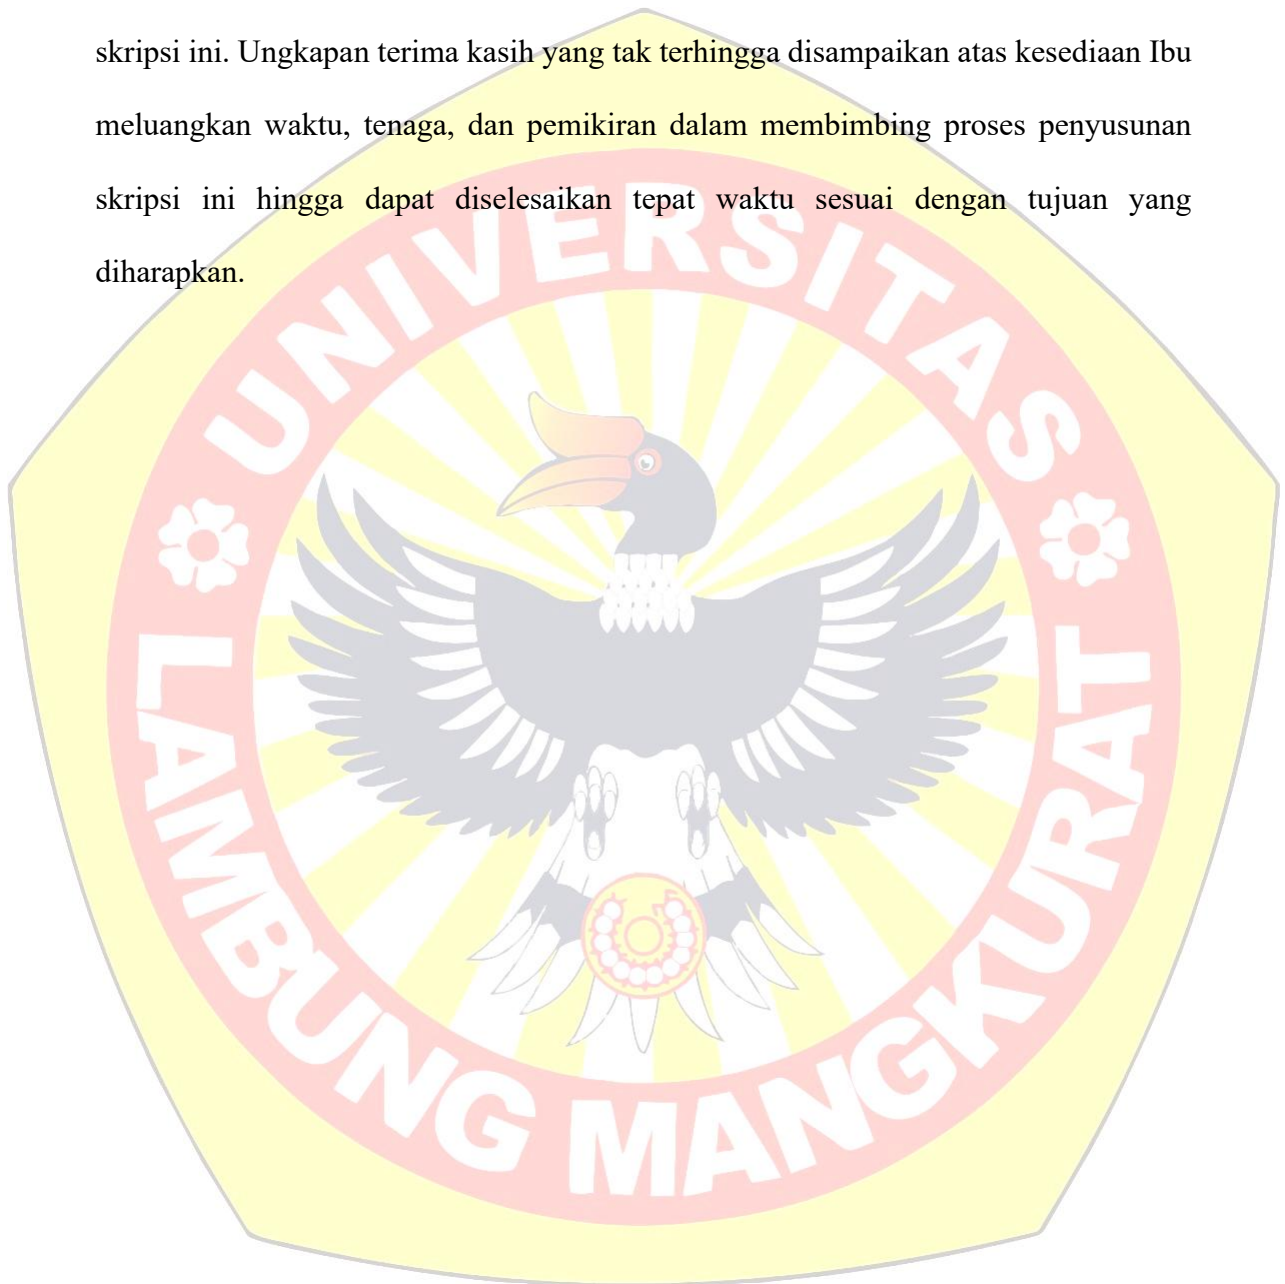 skripsi ini. Ungkapan terima kasih yang tak terhingga disampaikan atas kesediaan Ibu
meluangkan waktu, tenaga, dan pemikiran dalam membimbing proses penyusunan
skripsi ini hingga dapat diselesaikan tepat waktu sesuai dengan tujuan yang
diharapkan.
UNIVERSITAS
LAMBUNG MANGKURAT